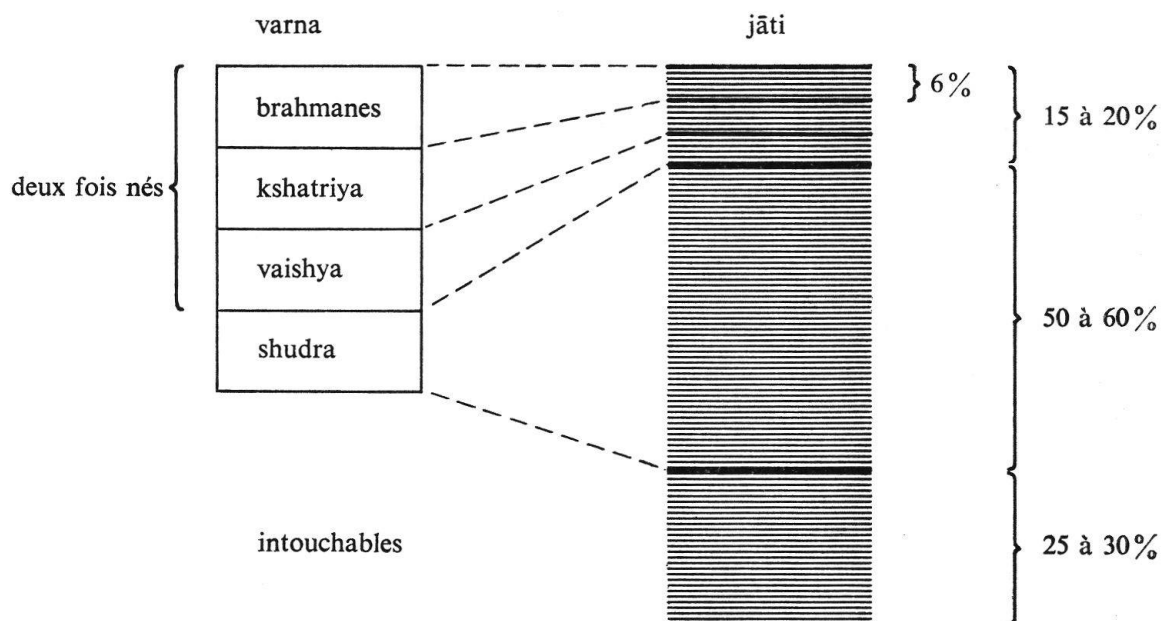 varna
jāti
brahmanes
6%
15 à 20%
deux fois nés
kshatriya
vaishya
50 à 60%
shudra
intouchables
25 à 30%